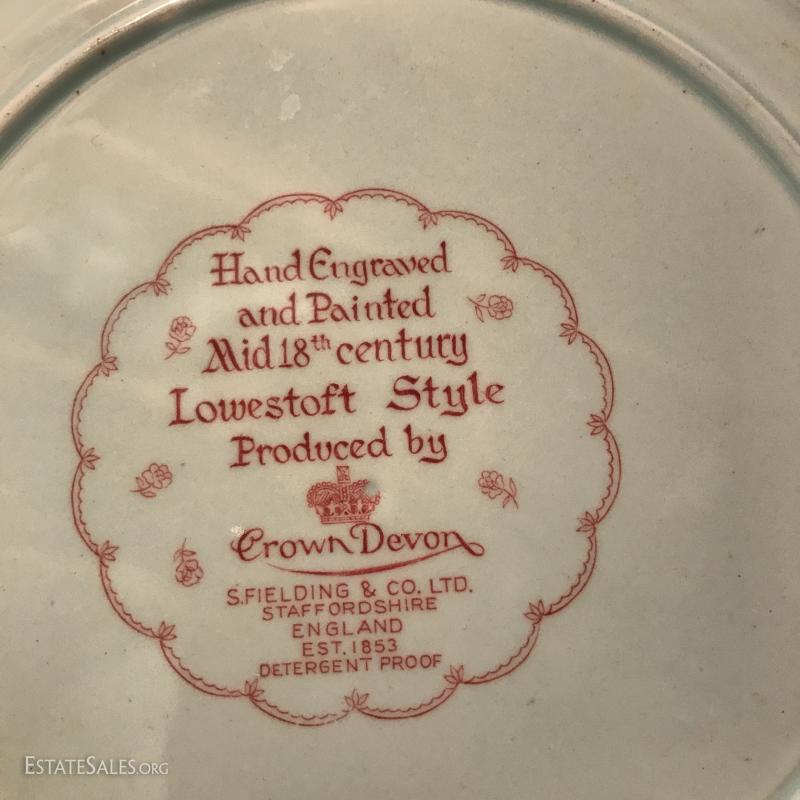 Hand Engraved
and Painted
Mid 18th century
Lowestoft Style
Produced by
Crown Devon
S. FIELDING & CO. LTD.
STAFFORDSHIRE
ENGLAND
EST. 1853
DETERGENT PROOF
ESTATESALES.ORG